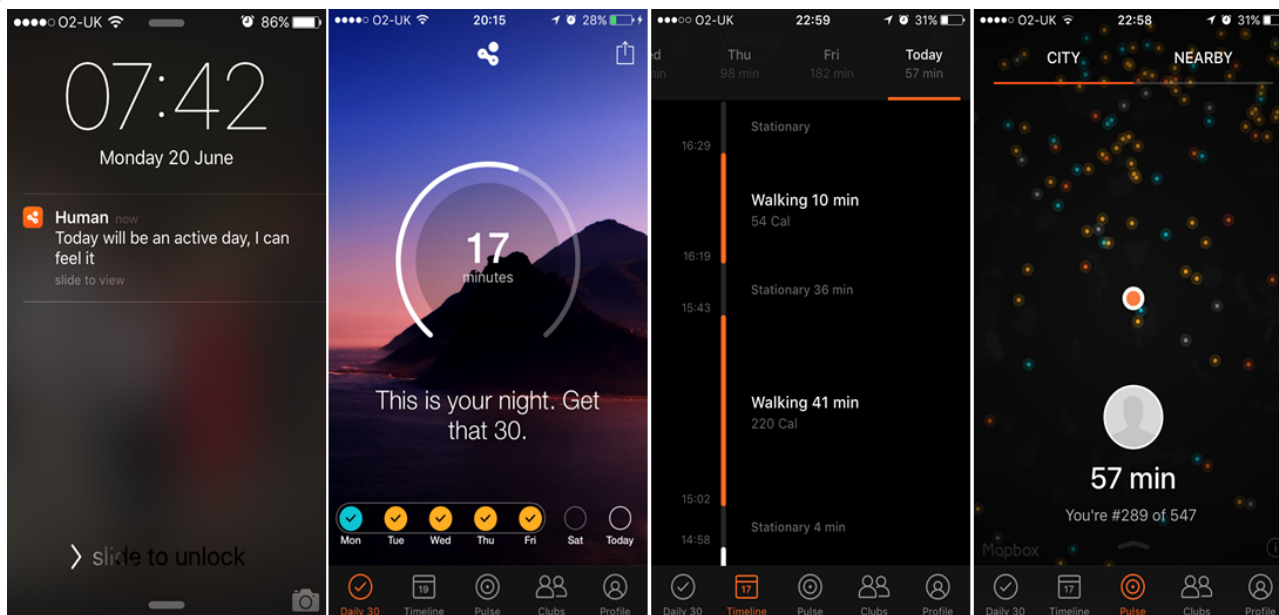 O2-UK 86%
07:42
Monday 20 June
Human now
Today will be an active day, I can
feel it
slide to view
slide to unlock
O2-UK 20:15 28%
17
minutes
This is your night. Get
that 30.
Mon Tue Wed Thu Fri Sat Today
19
Daily 30 Timeline Pulse Clubs Profile
O2-UK 22:59 31%
d Thu Fri Today
min 98 min 182 min 57 min
Stationary
16:29
Walking 10 min
54 Cal
16:19
Stationary 36 min
15:43
Walking 41 min
220 Cal
15:02
Stationary 4 min
14:58
17
Daily 30 Timeline Pulse Clubs Profile
O2-UK 22:58 31%
CITY NEARBY
57 min
You're #289 of 547
Mapbox
17
Daily 30 Timeline Pulse Clubs Profile